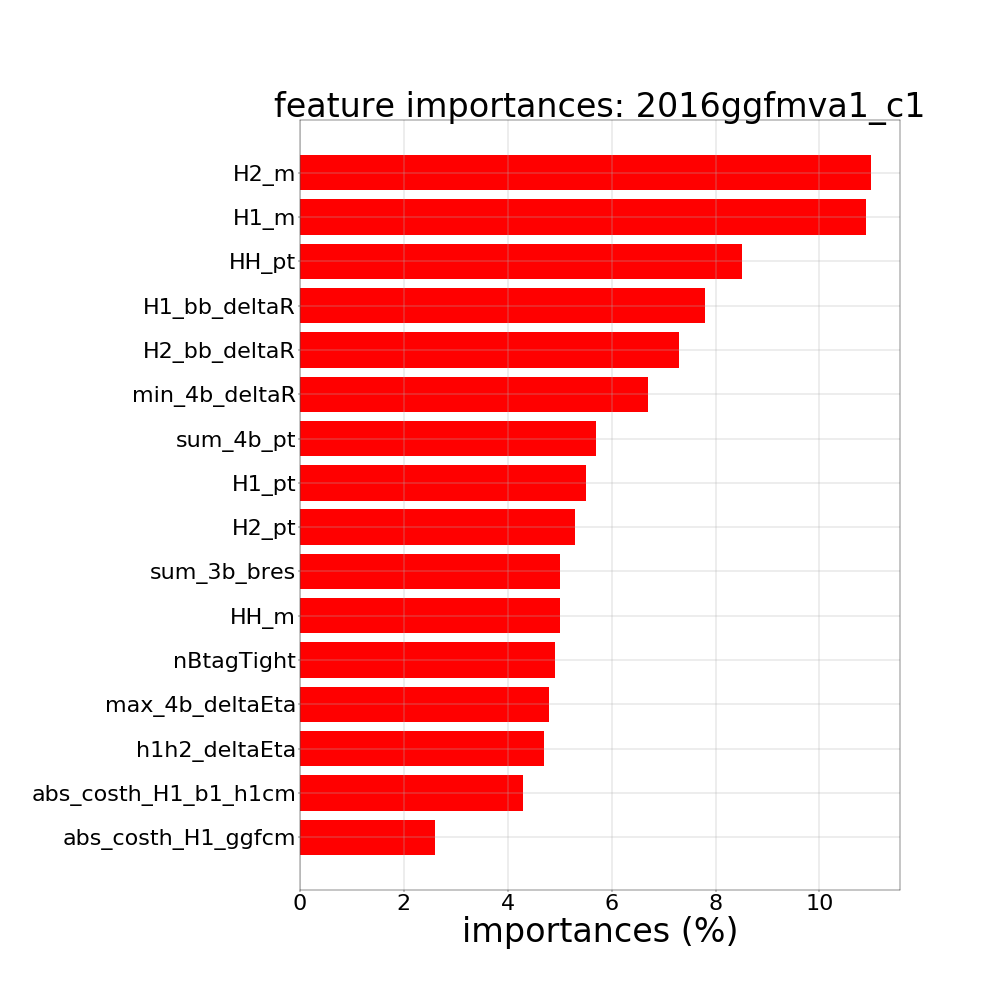 feature importances: 2016ggfmva1_c1
H2_m
H1_m
HH_pt
H1_bb_deltaR
H2_bb_deltaR
min_4b_deltaR
sum_4b_pt
H1_pt
H2_pt
sum_3b_bres
HH_m
nBtagTight
max_4b_deltaEta
h1h2_deltaEta
abs_costh_H1_b1_h1cm
abs_costh_H1_ggfcm
0 2 4 6 8 10
importances (%)